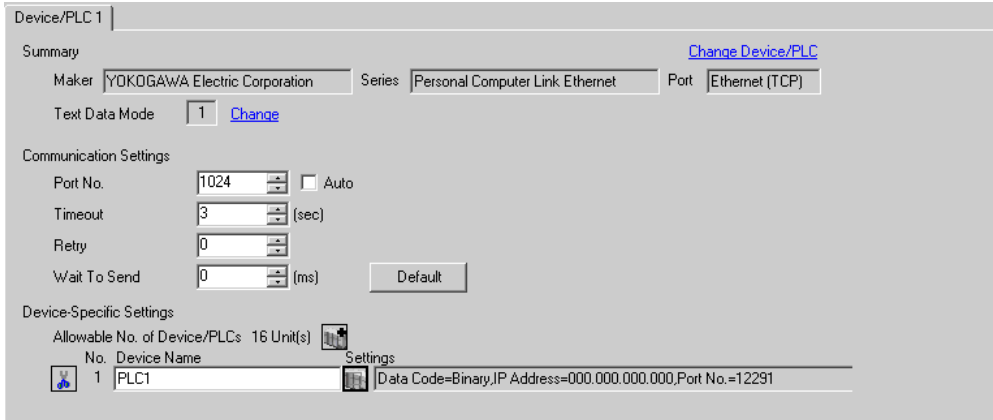 Device/PLC 1
Summary Change Device/PLC
Maker YOKOGAWA Electric Corporation Series Personal Computer Link Ethernet Port Ethernet (TCP)
Text Data Mode 1 Change
Communication Settings
Port No. 1024 Auto
Timeout 3 (sec)
Retry 0
Wait To Send 0 (ms) Default
Device-Specific Settings
Allowable No. of Device/PLCs 16 Unit(s)
No. Device Name Settings
1 PLC1 Data Code=Binary,IP Address=000.000.000.000,Port No.=12291